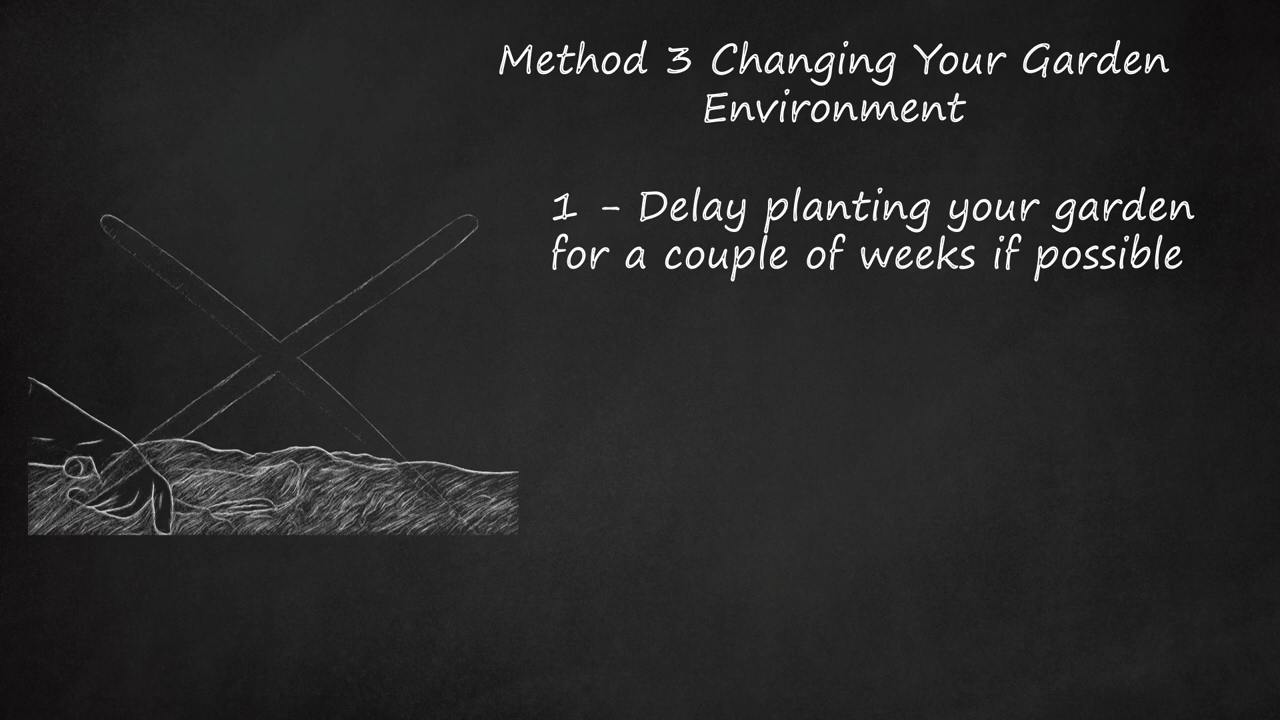 Method 3 Changing Your Garden
Environment
1 - Delay planting your garden
for a couple of weeks if possible